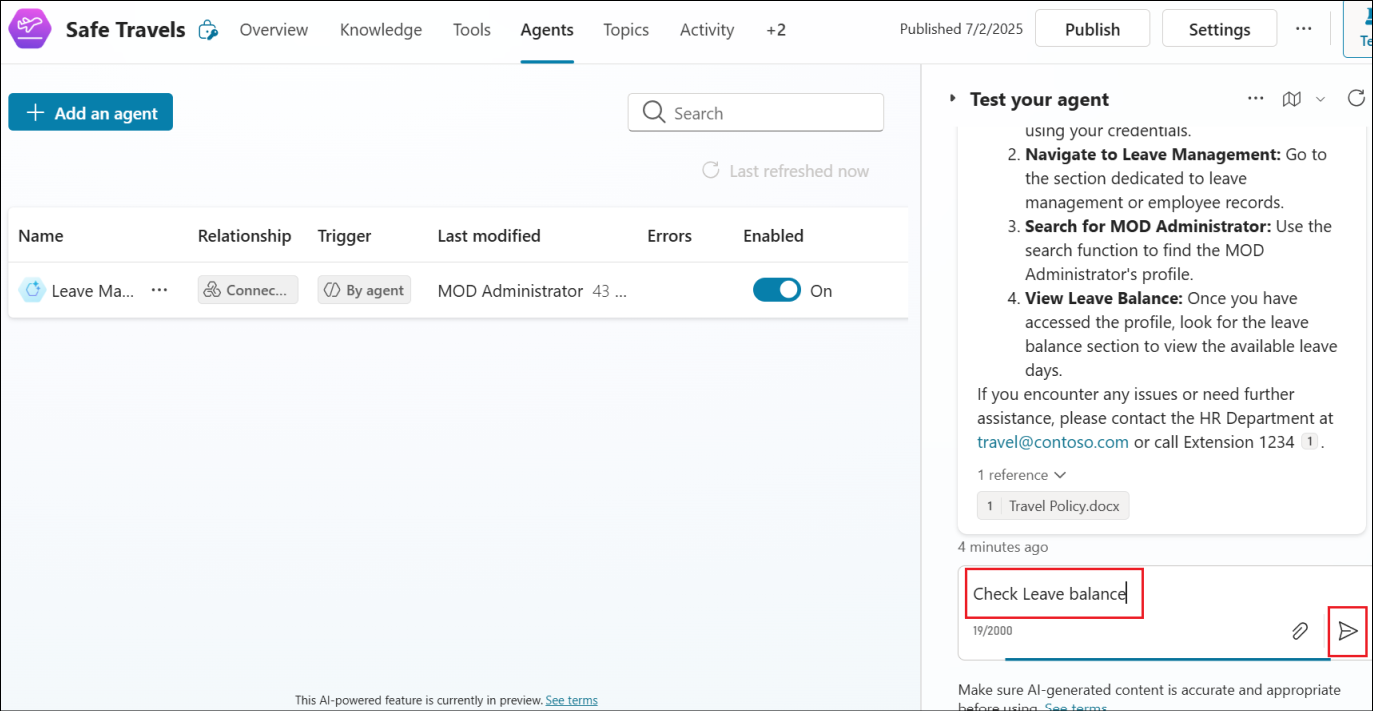 Safe Travels Overview Knowledge Tools Agents Topics Activity +2 Published 7/2/2025 Publish Settings ...
Add an agent
Search
Last refreshed now
Name Relationship Trigger Last modified Errors Enabled
Leave Ma... ... Connec... By agent MOD Administrator 43 ... On
This AI-powered feature is currently in preview. See terms
Test your agent ...
using your credentials.
2. Navigate to Leave Management: Go to
the section dedicated to leave
management or employee records.
3. Search for MOD Administrator: Use the
search function to find the MOD
Administrator's profile.
4. View Leave Balance: Once you have
accessed the profile, look for the leave
balance section to view the available leave
days.
If you encounter any issues or need further
assistance, please contact the HR Department at
travel@contoso.com or call Extension 1234 1 .
1 reference
1 Travel Policy.docx
4 minutes ago
Check Leave balance
19/2000
Make sure AI-generated content is accurate and appropriate
before using. See terms